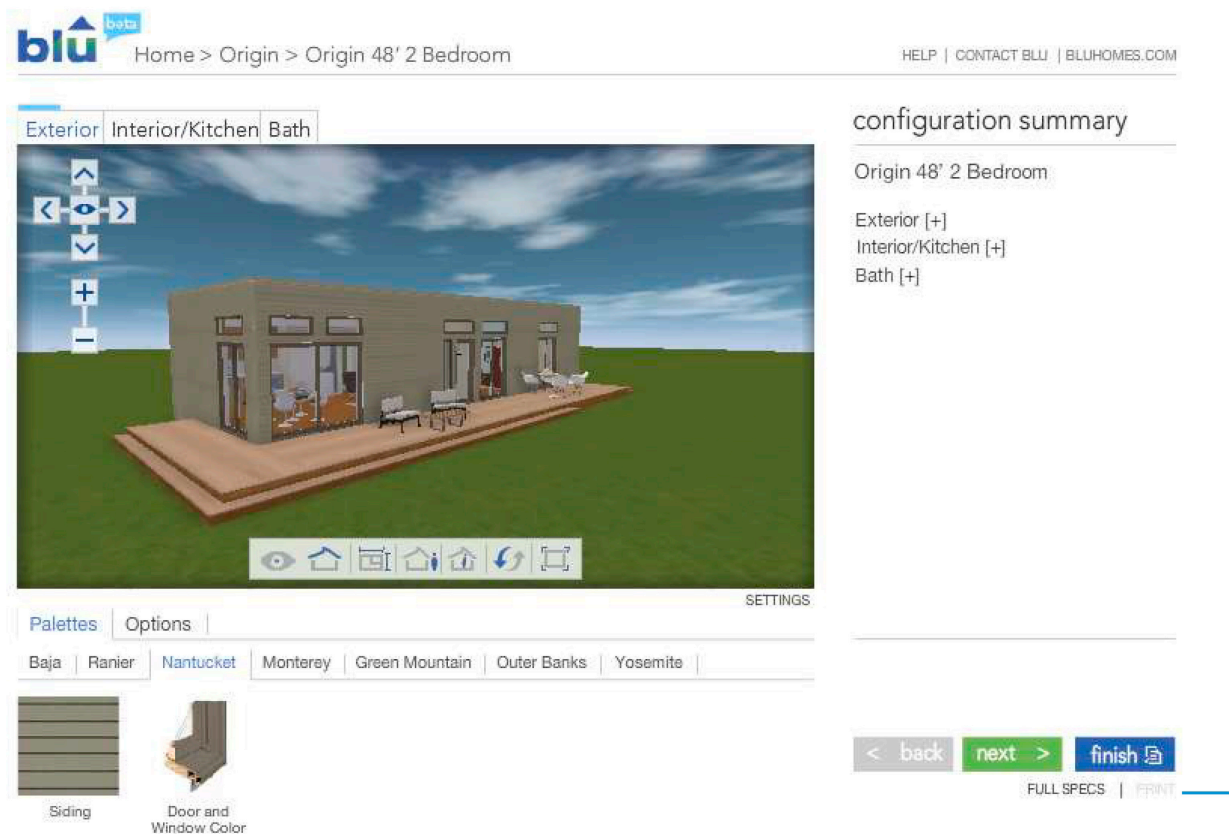 blu beta
Home > Origin > Origin 48' 2 Bedroom
HELP | CONTACT BLU | BLUHOMES.COM
Exterior Interior/Kitchen Bath
configuration summary
Origin 48' 2 Bedroom
Exterior [+]
Interior/Kitchen [+]
Bath [+]
SETTINGS
Palettes | Options |
Baja | Ranier | Nantucket | Monterey | Green Mountain | Outer Banks | Yosemite |
Siding
Door and
Window Color
< back next > finish
FULL SPECS | PRINT